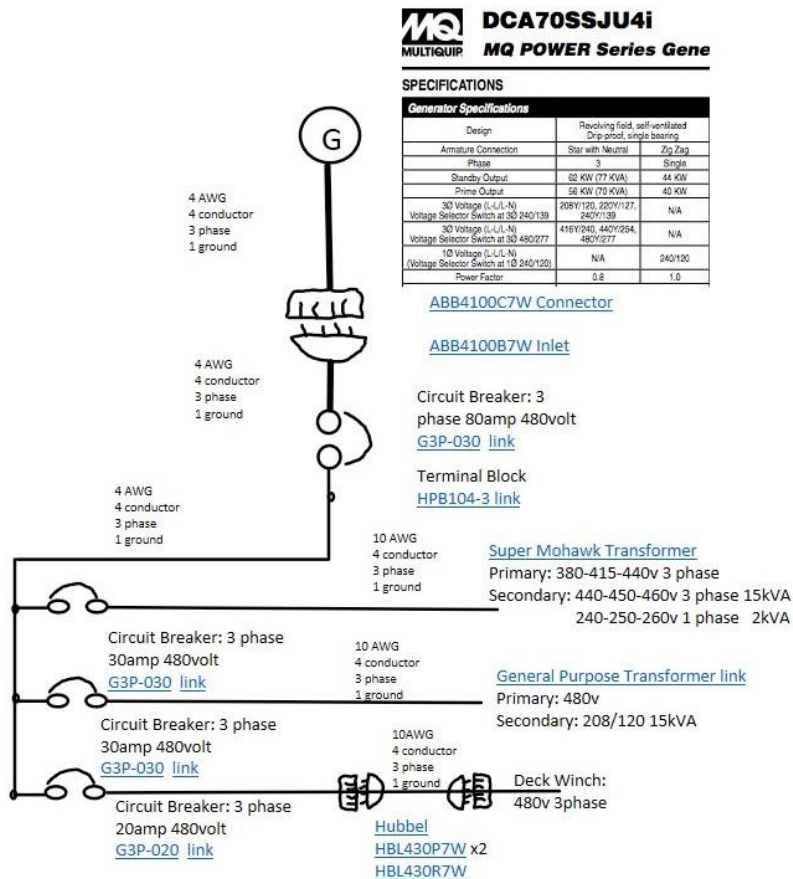 MQ
MULTIQUIP
DCA70SSJU4i
MQ POWER Series Gene
SPECIFICATIONS
Generator Specifications
Design Revolving field, self-ventilated
Drip-proof, single bearing
Armature Connection Star with Neutral Zig Zag
Phase 3 Single
Standby Output 62 KW (77 KVA) 44 KW
Prime Output 56 KW (70 KVA) 40 KW
3Ø Voltage (L-L/L-N)
Voltage Selector Switch at 3Ø 240/139
208Y/120, 220Y/127,
240Y/139
N/A
3Ø Voltage (L-L/L-N)
Voltage Selector Switch at 3Ø 480/277
416Y/240, 440Y/254,
480Y/277
N/A
1Ø Voltage (L-L/L-N)
(Voltage Selector Switch at 1Ø 240/120)
N/A
240/120
Power Factor 0.8 1.0
G
4 AWG
4 conductor
3 phase
1 ground
ABB4100C7W Connector
ABB4100B7W Inlet
4 AWG
4 conductor
3 phase
1 ground
Circuit Breaker: 3
phase 80amp 480volt
G3P-030 link
Terminal Block
HPB104-3 link
4 AWG
4 conductor
3 phase
1 ground
10 AWG
4 conductor
3 phase
1 ground
Super Mohawk Transformer
Primary: 380-415-440v 3 phase
Secondary: 440-450-460v 3 phase 15kVA
240-250-260v 1 phase 2kVA
Circuit Breaker: 3 phase
30amp 480volt
G3P-030 link
10 AWG
4 conductor
3 phase
1 ground
General Purpose Transformer link
Primary: 480v
Secondary: 208/120 15kVA
Circuit Breaker: 3 phase
30amp 480volt
G3P-030 link
10AWG
4 conductor
3 phase
1 ground
Deck Winch:
480v 3phase
Circuit Breaker: 3 phase
20amp 480volt
G3P-020 link
Hubbel
HBL430P7W x2
HBL430R7W